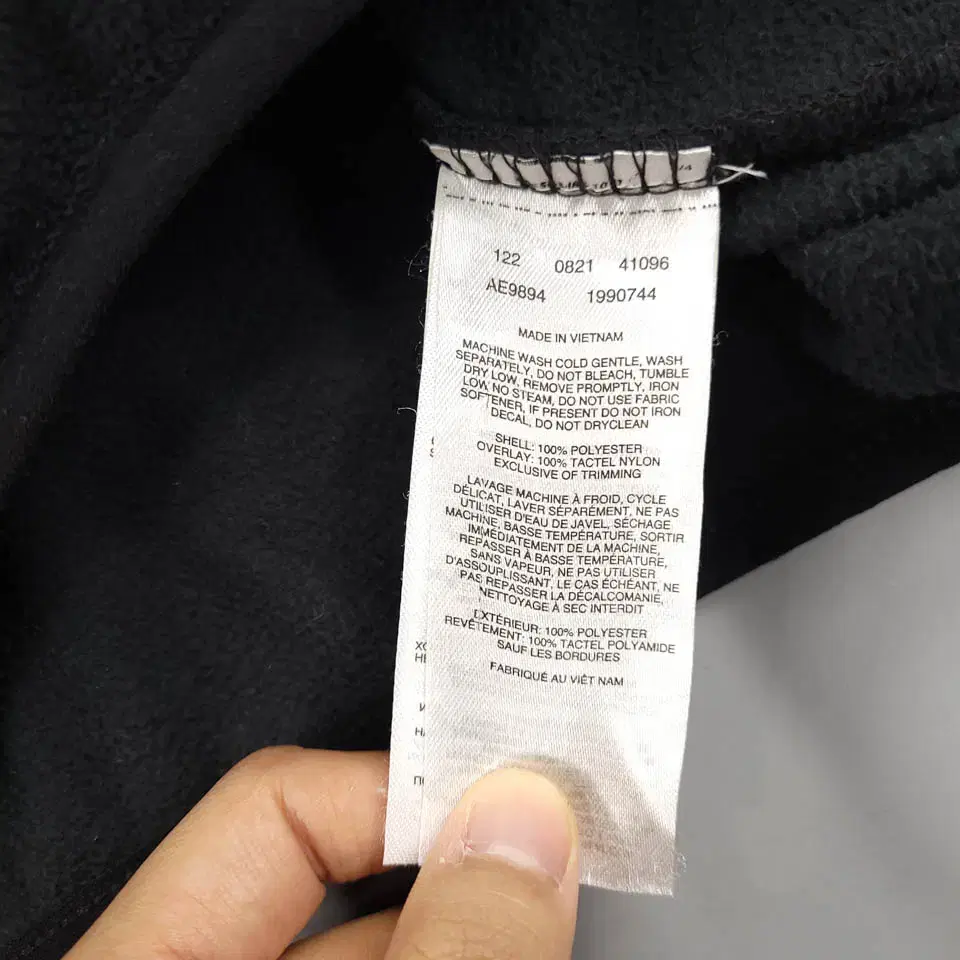 122 0821 41096
AE9894 1990744
MADE IN VIETNAM
MACHINE WASH COLD GENTLE, WASH
SEPARATELY, DO NOT BLEACH, TUMBLE
DRY LOW, REMOVE PROMPTLY, IRON
LOW NO STEAM, DO NOT USE FABRIC
SOFTENER, IF PRESENT DO NOT IRON
DECAL, DO NOT DRYCLEAN
SHELL: 100% POLYESTER
OVERLAY: 100% TACTEL NYLON
EXCLUSIVE OF TRIMMING
LAVAGE MACHINE À FROID, CYCLE
DÉLICAT, LAVER SÉPARÉMENT, NE PAS
UTILISER D'EAU DE JAVEL, SÉCHAGE
MACHINE, BASSE TEMPÉRATURE, SORTIR
IMMÉDIATEMENT DE LA MACHINE,
REPASSER À BASSE TEMPÉRATURE,
SANS VAPEUR, NE PAS UTILISER
D'ASSOUPLISSANT, LE CAS ÉCHÉANT, NE
PAS REPASSER LA DÉCALCOMANIE,
NETTOYAGE À SEC INTERDIT
EXTÉRIEUR: 100% POLYESTER
REVÊTEMENT: 100% TACTEL POLYAMIDE
SAUF LES BORDURES
FABRIQUÉ AU VIÊT NAM